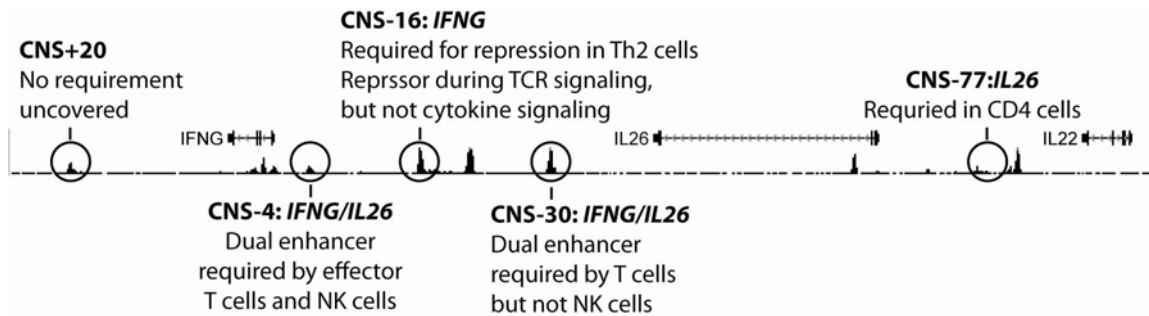 CNS+20
No requirement
uncovered
CNS-16: IFNG
Required for repression in Th2 cells
Reprssor during TCR signaling,
but not cytokine signaling
CNS-77:IL26
Requried in CD4 cells
IFNG
IL26
IL22
CNS-4: IFNG/IL26
Dual enhancer
required by effector
T cells and NK cells
CNS-30: IFNG/IL26
Dual enhancer
required by T cells
but not NK cells